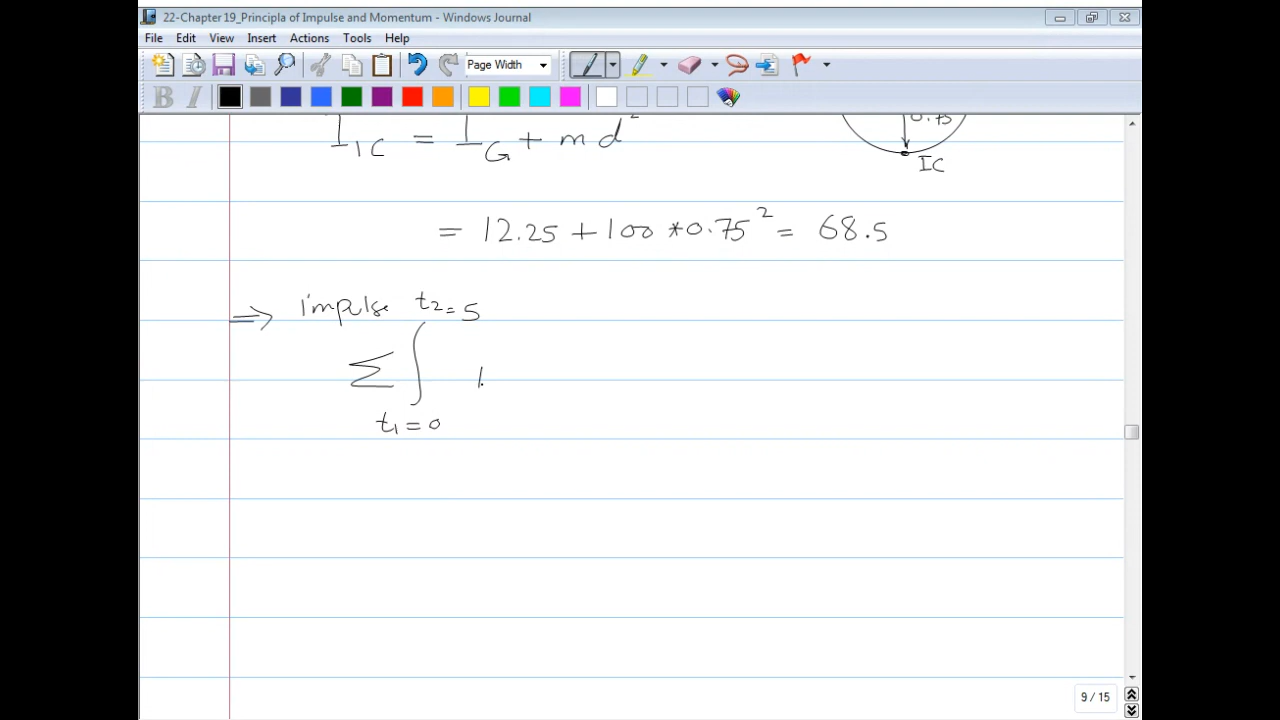 22-Chapter 19_Principla of Impulse and Momentum - Windows Journal
File Edit View Insert Actions Tools Help
Page Width
B I
I_IC = I_G + m d²
0.75
IC
= 12.25 + 100 * 0.75² = 68.5
⇒ impulse t₂ = 5
∑ ∫
t₁ = 0
9 / 15